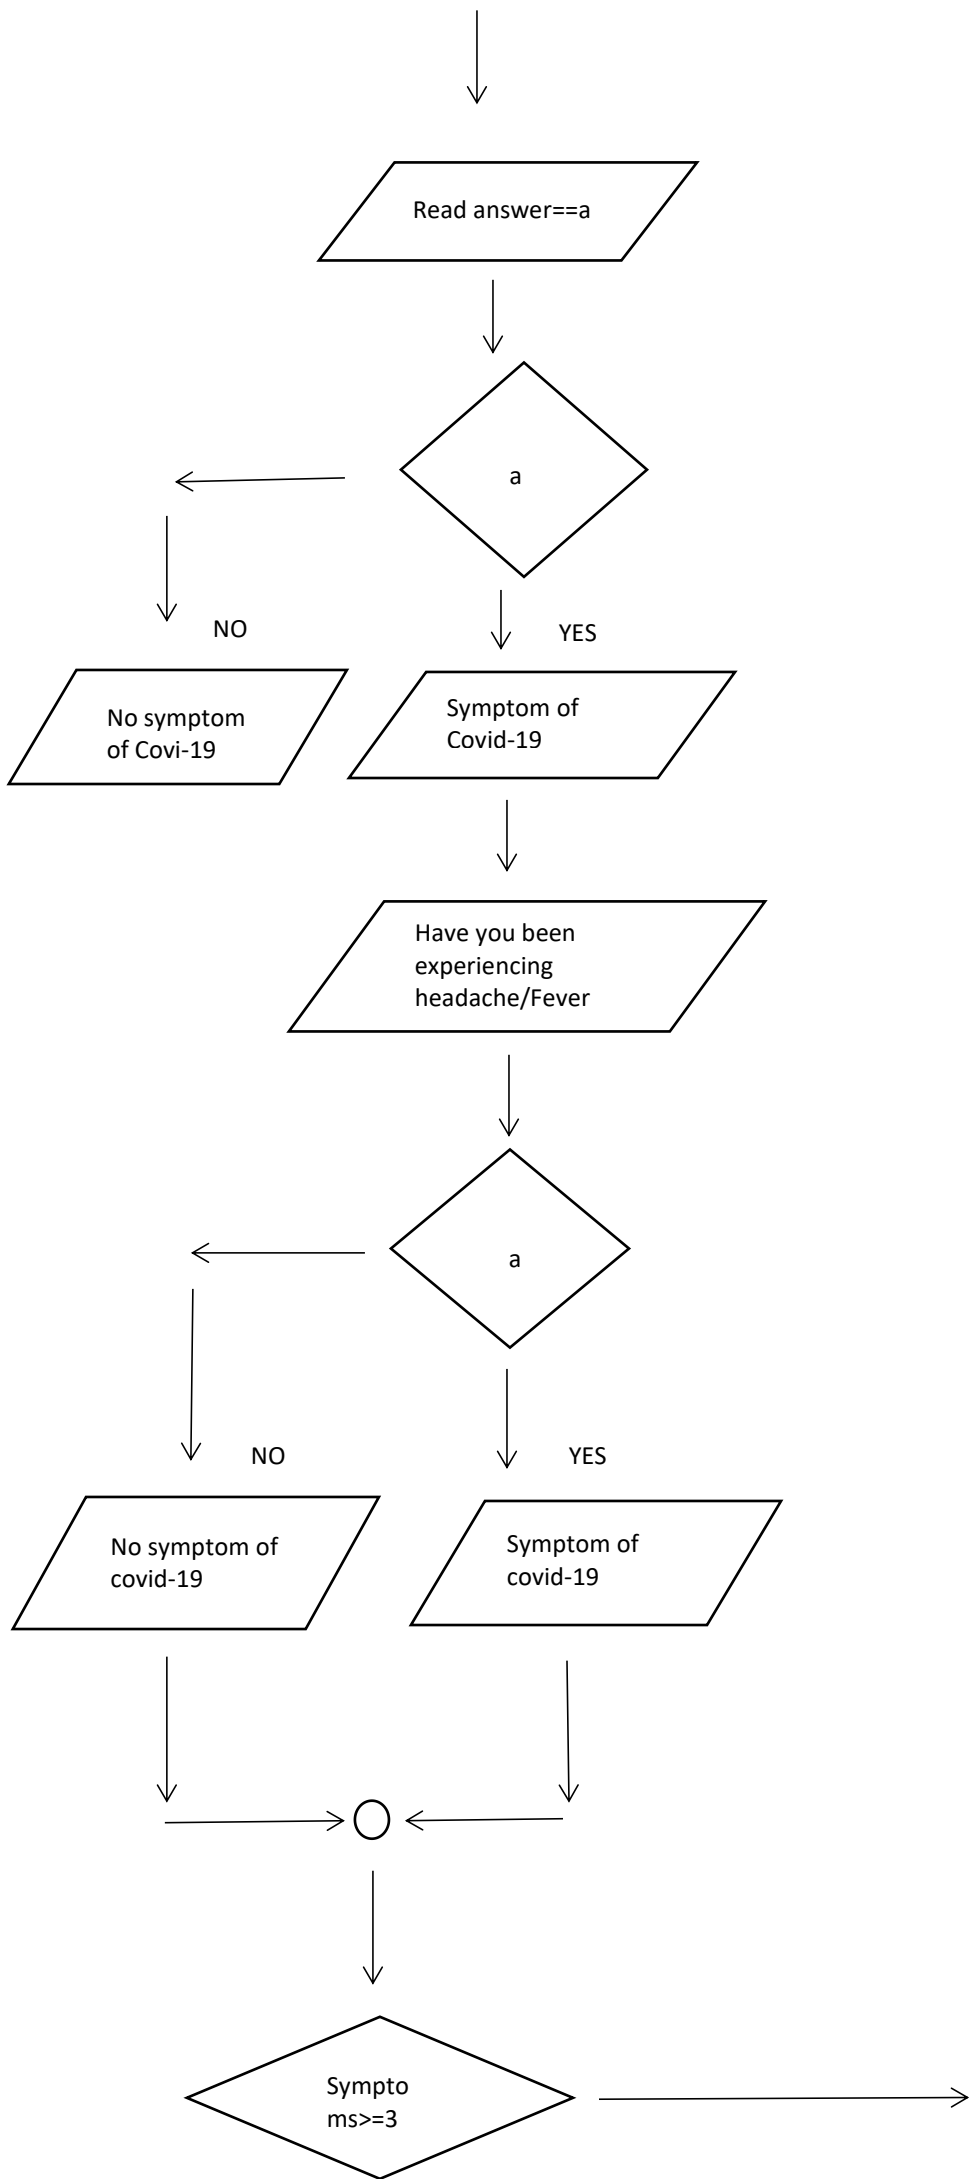 Read answer==a
a
NO
YES
No symptom
of Covi-19
Symptom of
Covid-19
Have you been
experiencing
headache/Fever
a
NO
YES
No symptom of
covid-19
Symptom of
covid-19
Sympto
ms>=3